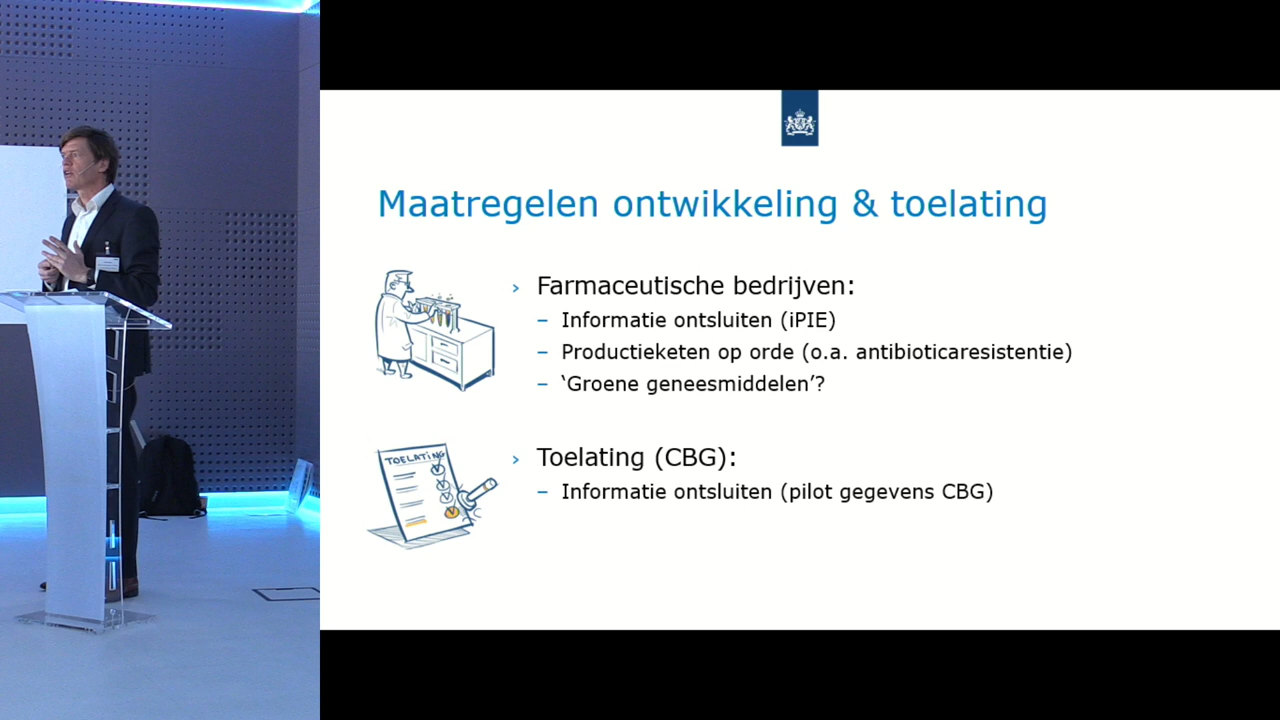 Maatregelen ontwikkeling & toelating
› Farmaceutische bedrijven:
– Informatie ontsluiten (iPIE)
– Productieketen op orde (o.a. antibioticaresistentie)
– ‘Groene geneesmiddelen’?
TOELATING
› Toelating (CBG):
– Informatie ontsluiten (pilot gegevens CBG)